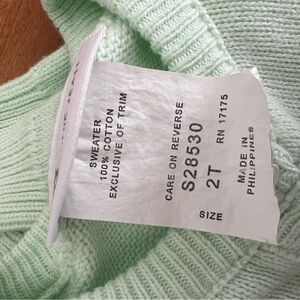 SWEATER
100% COTTON
EXCLUSIVE OF TRIM
CARE ON REVERSE
S28530
2T
SIZE
RN 17175
MADE IN
PHILIPPINES